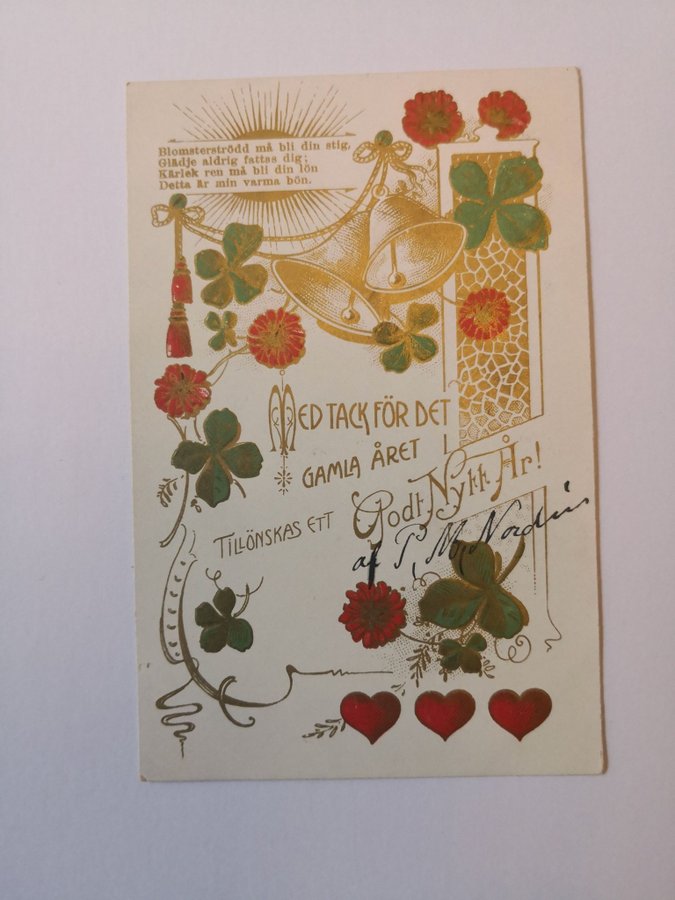 Blomsterströdd må bli din stig,
Glädje aldrig fattas dig;
Kärlek ren må bli din lön
Detta är min varma bön.
MED TACK FÖR DET
GAMLA ÅRET
TILLÖNSKAS ETT Godt Nytt År!
af P. M. Nordin